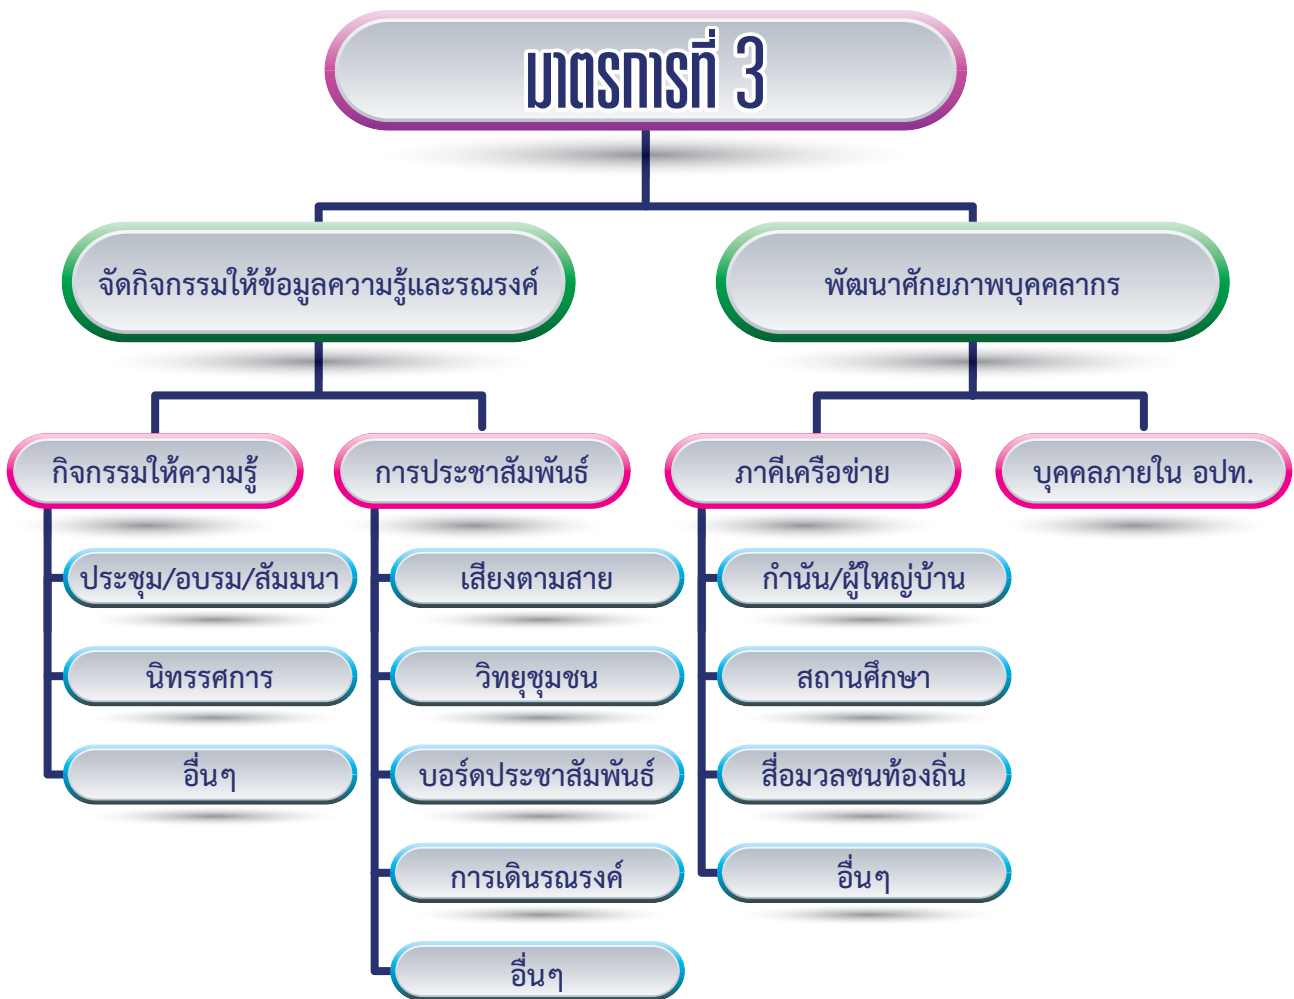 มาตรการที่ 3
จัดกิจกรรมให้ข้อมูลความรู้และรณรงค์
พัฒนาศักยภาพบุคคลากร
กิจกรรมให้ความรู้
การประชาสัมพันธ์
ภาคีเครือข่าย
บุคคลภายใน อปท.
ประชุม/อบรม/สัมมนา
เสียงตามสาย
กำนัน/ผู้ใหญ่บ้าน
นิทรรศการ
วิทยุชุมชน
สถานศึกษา
อื่นๆ
บอร์ดประชาสัมพันธ์
สื่อมวลชนท้องถิ่น
การเดินรณรงค์
อื่นๆ
อื่นๆ